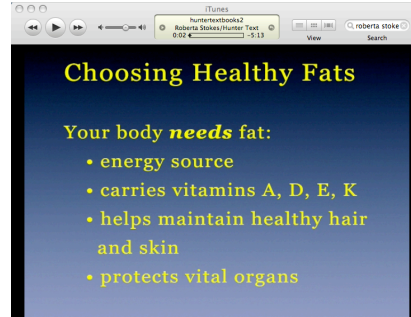 iTunes
huntertextbooks2
Roberta Stokes/Hunter Text
0:02
-5:13
View
roberta stoke
Search
Choosing Healthy Fats
Your body needs fat:
• energy source
• carries vitamins A, D, E, K
• helps maintain healthy hair
and skin
• protects vital organs